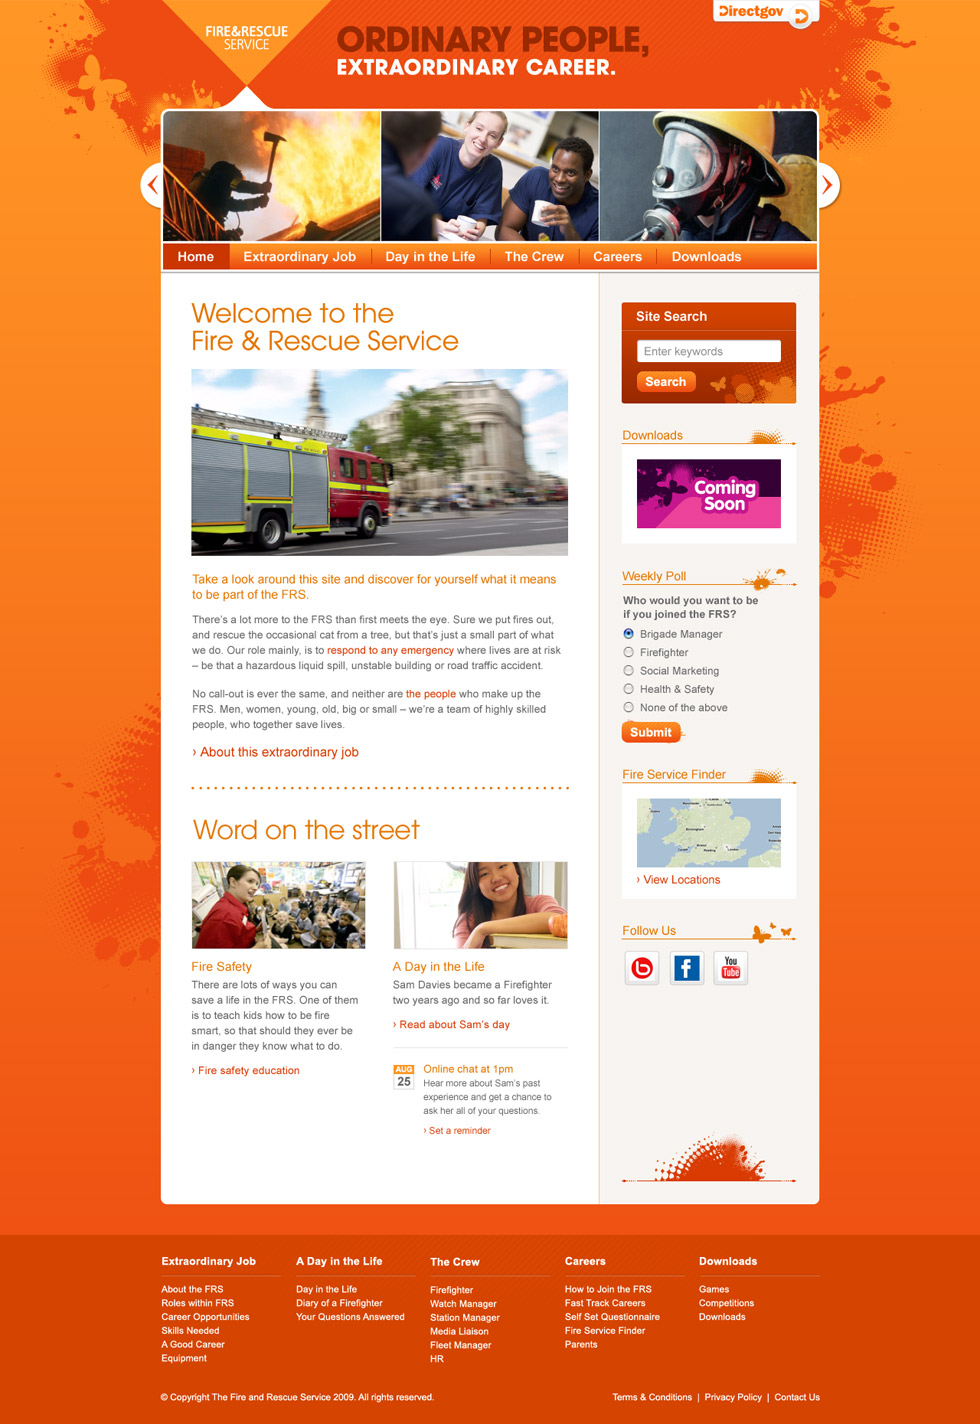 FIRE&RESCUE
SERVICE
ORDINARY PEOPLE,
EXTRAORDINARY CAREER.
Directgov
Home
Extraordinary Job
Day in the Life
The Crew
Careers
Downloads
Welcome to the
Fire & Rescue Service
Take a look around this site and discover for yourself what it means
to be part of the FRS.
There's a lot more to the FRS than first meets the eye. Sure we put fires out,
and rescue the occasional cat from a tree, but that's just a small part of what
we do. Our role mainly, is to respond to any emergency where lives are at risk
– be that a hazardous liquid spill, unstable building or road traffic accident.
No call-out is ever the same, and neither are the people who make up the
FRS. Men, women, young, old, big or small – we're a team of highly skilled
people, who together save lives.
› About this extraordinary job
Word on the street
Fire Safety
There are lots of ways you can
save a life in the FRS. One of them
is to teach kids how to be fire
smart, so that should they ever be
in danger they know what to do.
› Fire safety education
A Day in the Life
Sam Davies became a Firefighter
two years ago and so far loves it.
› Read about Sam's day
AUG
25
Online chat at 1pm
Hear more about Sam's past
experience and get a chance to
ask her all of your questions.
› Set a reminder
Site Search
Enter keywords
Search
Downloads
Coming
Soon
Weekly Poll
Who would you want to be
if you joined the FRS?
Brigade Manager
Firefighter
Social Marketing
Health & Safety
None of the above
Submit
Fire Service Finder
› View Locations
Follow Us
b
f
You
Tube
Extraordinary Job
About the FRS
Roles within FRS
Career Opportunities
Skills Needed
A Good Career
Equipment
A Day in the Life
Day in the Life
Diary of a Firefighter
Your Questions Answered
The Crew
Firefighter
Watch Manager
Station Manager
Media Liaison
Fleet Manager
HR
Careers
How to Join the FRS
Fast Track Careers
Self Set Questionnaire
Fire Service Finder
Parents
Downloads
Games
Competitions
Downloads
© Copyright The Fire and Rescue Service 2009. All rights reserved.
Terms & Conditions | Privacy Policy | Contact Us